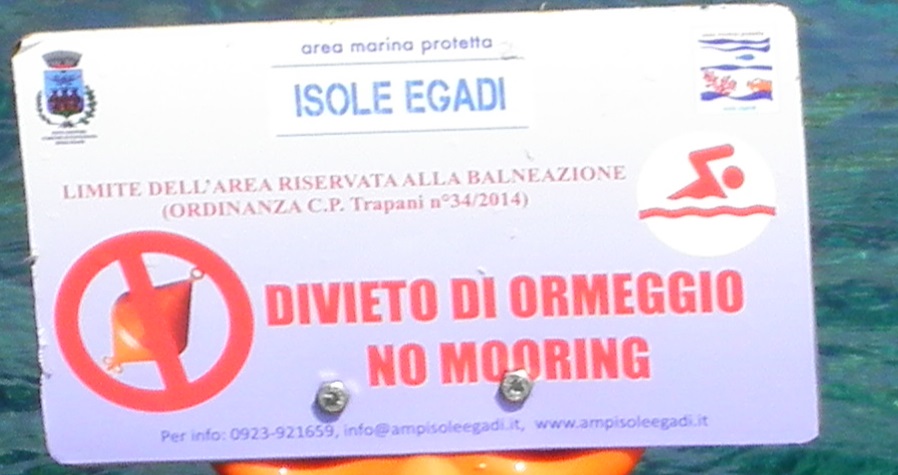 area marina protetta
ISOLE EGADI
LIMITE DELL'AREA RISERVATA ALLA BALNEAZIONE
(ORDINANZA C.P. Trapani n°34/2014)
DIVIETO DI ORMEGGIO
NO MOORING
Per info: 0923-921659, info@ampisoleegadi.it, www.ampisoleegadi.it